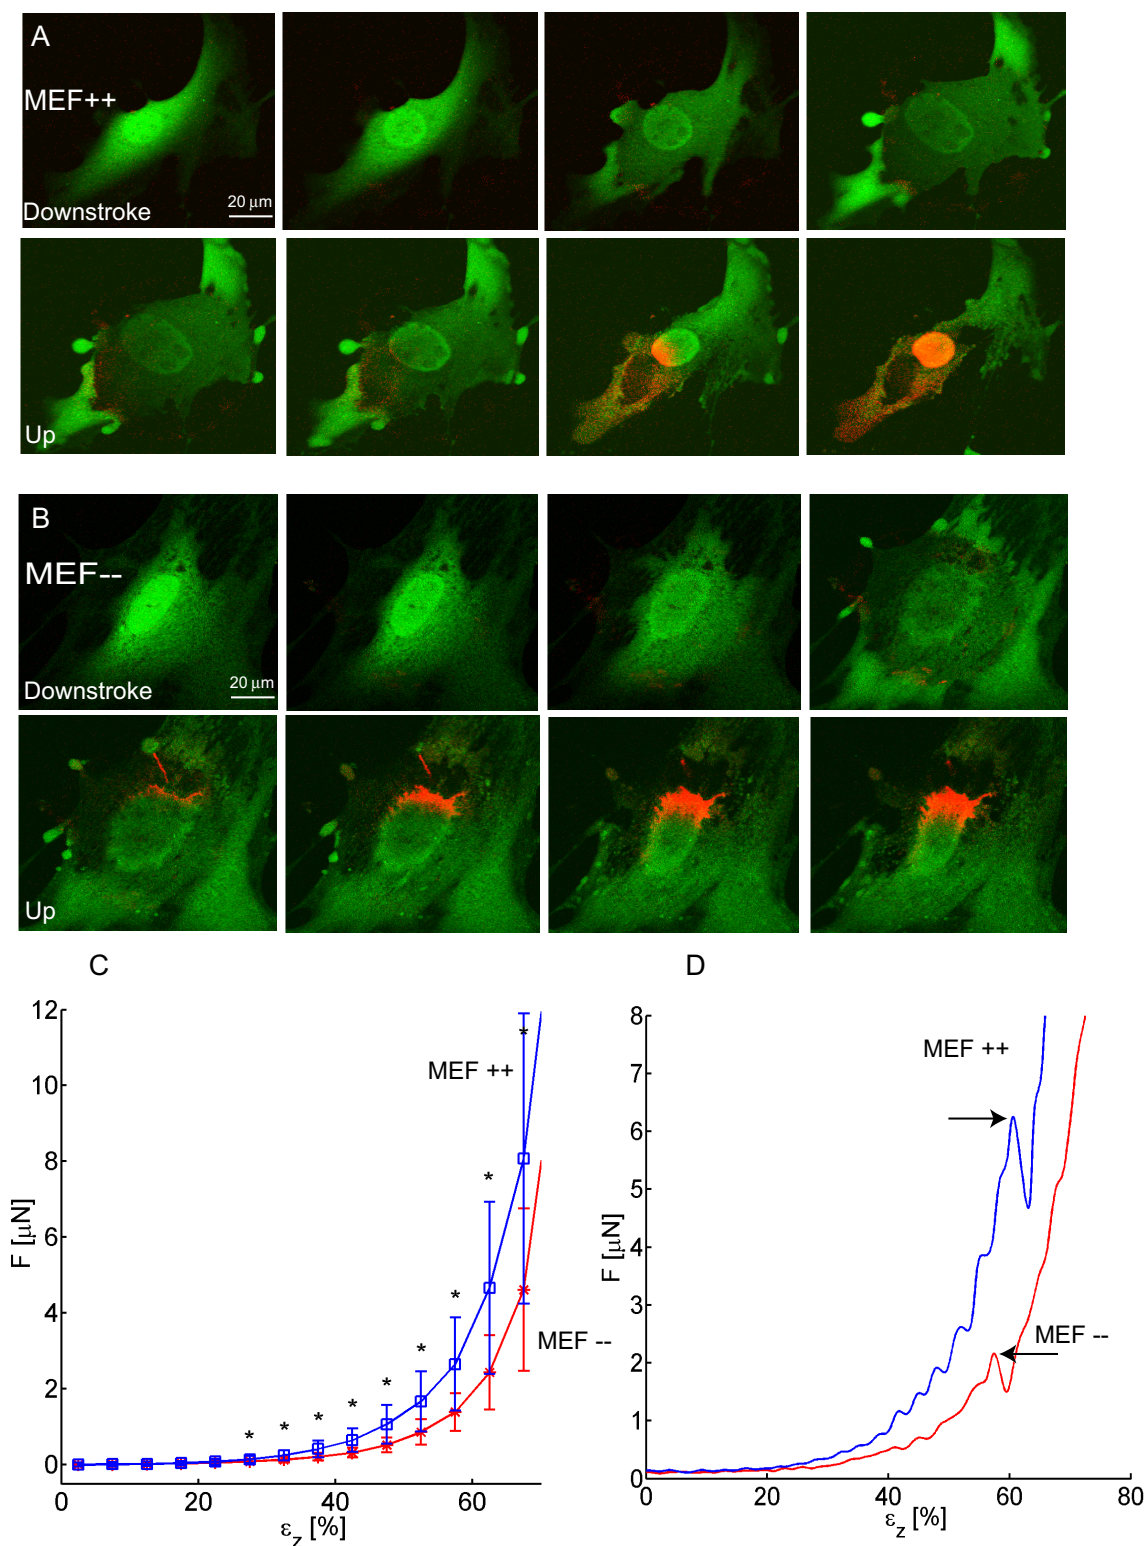 A
MEF++
Downstroke
20 μm
Up
B
MEF--
Downstroke
20 μm
Up
C
D
12
10
8
6
4
2
0
F [μN]
0
20
40
60
εz [%]
MEF ++
MEF --
*
*
*
*
*
*
*
*
*
8
7
6
5
4
3
2
1
0
F [μN]
0
20
40
60
80
εz [%]
MEF ++
MEF --